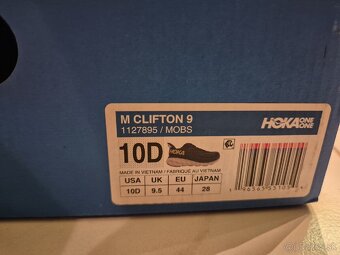 M CLIFTON 9
1127895 / MOBS
HOKA ONE ONE
10D
HOKA
MADE IN VIETNAM / FABRIQUÉ AU VIETNAM
USA UK EU JAPAN
10D 9.5 44 28